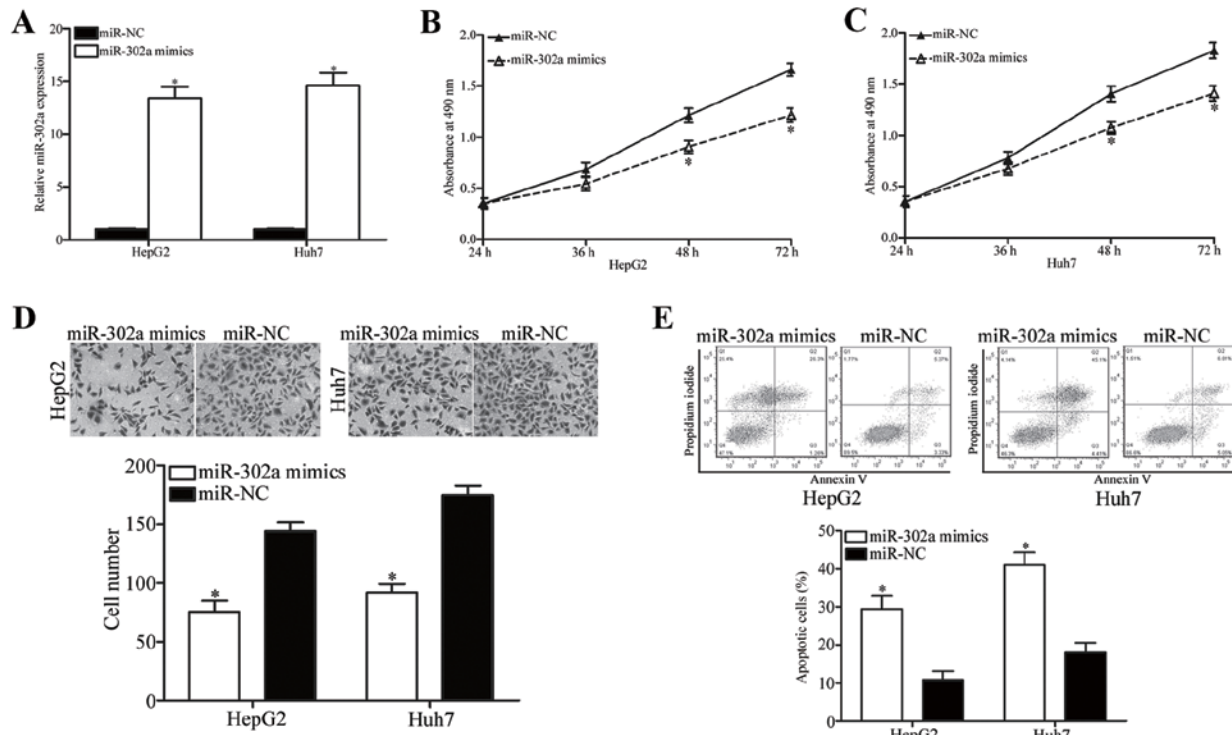 A
miR-NC
miR-302a mimics
Relative miR-302a expression
20
15
10
5
0
*
*
HepG2
Huh7
B
miR-NC
miR-302a mimics
Absorbance at 490 nm
2.0
1.5
1.0
0.5
0.0
*
*
24 h
36 h
48 h
72 h
HepG2
C
miR-NC
miR-302a mimics
Absorbance at 490 nm
2.0
1.5
1.0
0.5
0.0
*
*
24 h
36 h
48 h
72 h
Huh7
D
miR-302a mimics
miR-NC
miR-302a mimics
miR-NC
HepG2
Huh7
miR-302a mimics
miR-NC
Cell number
200
150
100
50
0
*
*
HepG2
Huh7
E
miR-302a mimics
miR-NC
miR-302a mimics
miR-NC
Propidium iodide
Propidium iodide
Q1
Q2
Q3
Q4
Annexin V
Annexin V
HepG2
Huh7
miR-302a mimics
miR-NC
Apoptotic cells (%)
50
40
30
20
10
0
*
*
HepG2
Huh7